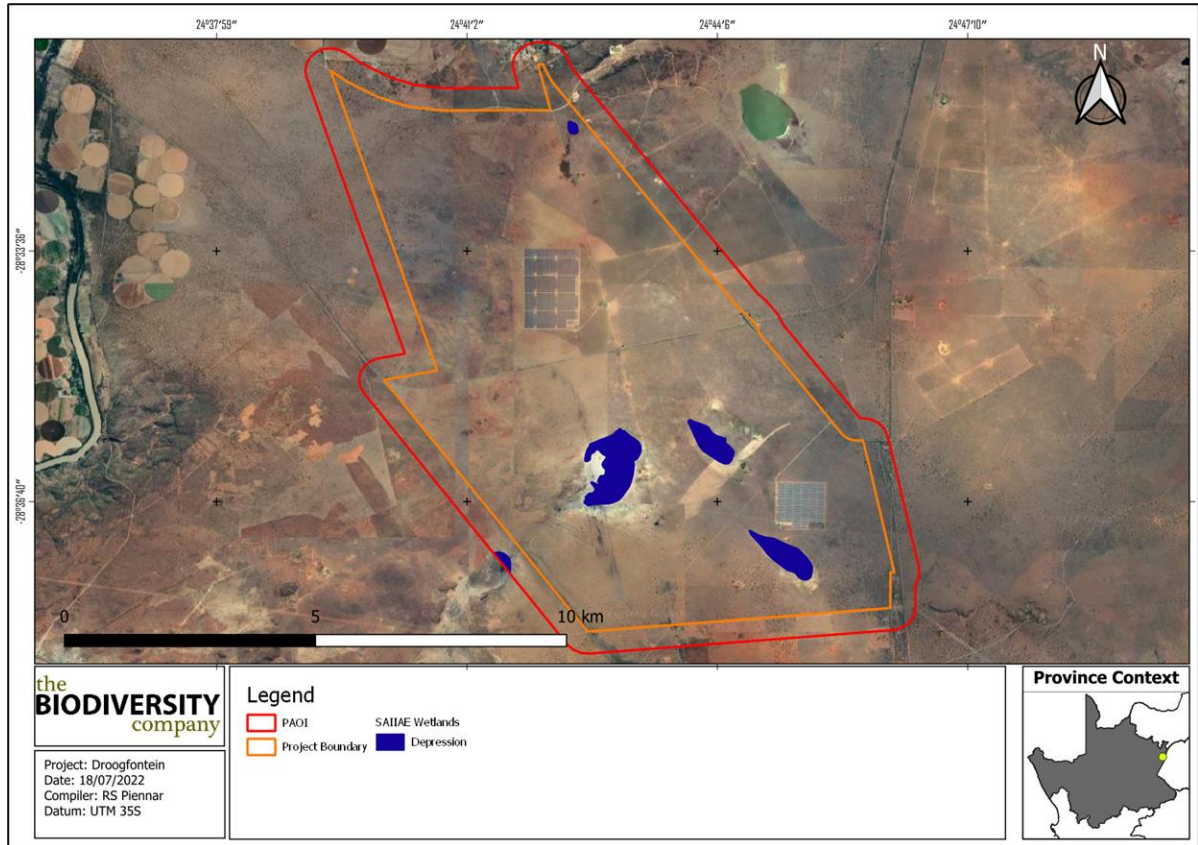 24°37'59"
24°41'2"
24°44'6"
24°47'10"
N
-28°33'36"
-28°36'40"
0
5
10 km
the
BIODIVERSITY
company
Project: Droogfontein
Date: 18/07/2022
Compiler: RS Piennar
Datum: UTM 35S
Legend
PAOI
Project Boundary
SAIIAE Wetlands
Depression
Province Context